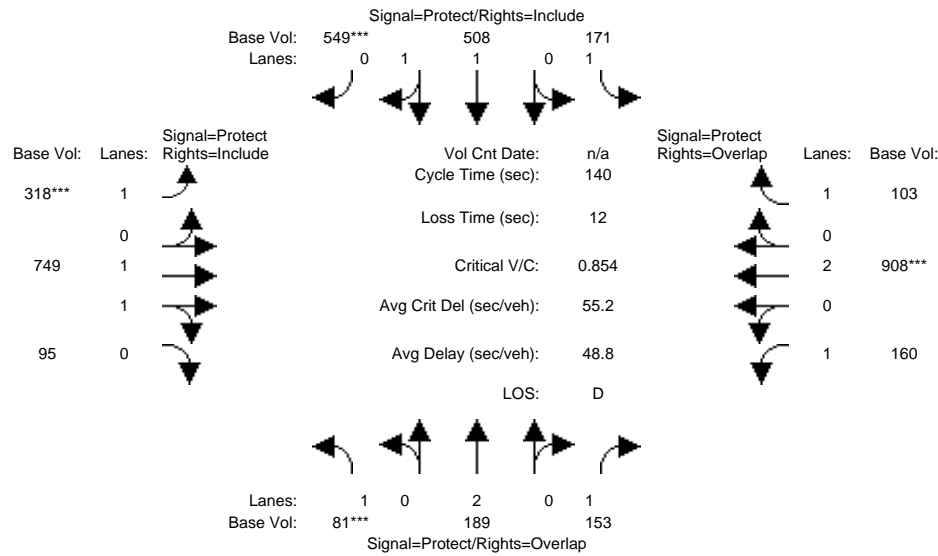 Signal=Protect/Rights=Include
Base Vol: 549*** 508 171
Lanes: 0 1 1 0 1
Signal=Protect
Rights=Include
Base Vol: Lanes:
318*** 1
0
749 1
1
95 0
Vol Cnt Date: n/a
Cycle Time (sec): 140
Loss Time (sec): 12
Critical V/C: 0.854
Avg Crit Del (sec/veh): 55.2
Avg Delay (sec/veh): 48.8
LOS: D
Signal=Protect
Rights=Overlap
Lanes: Base Vol:
1 103
0
2 908***
0
1 160
Lanes: 1 0 2 0 1
Base Vol: 81*** 189 153
Signal=Protect/Rights=Overlap